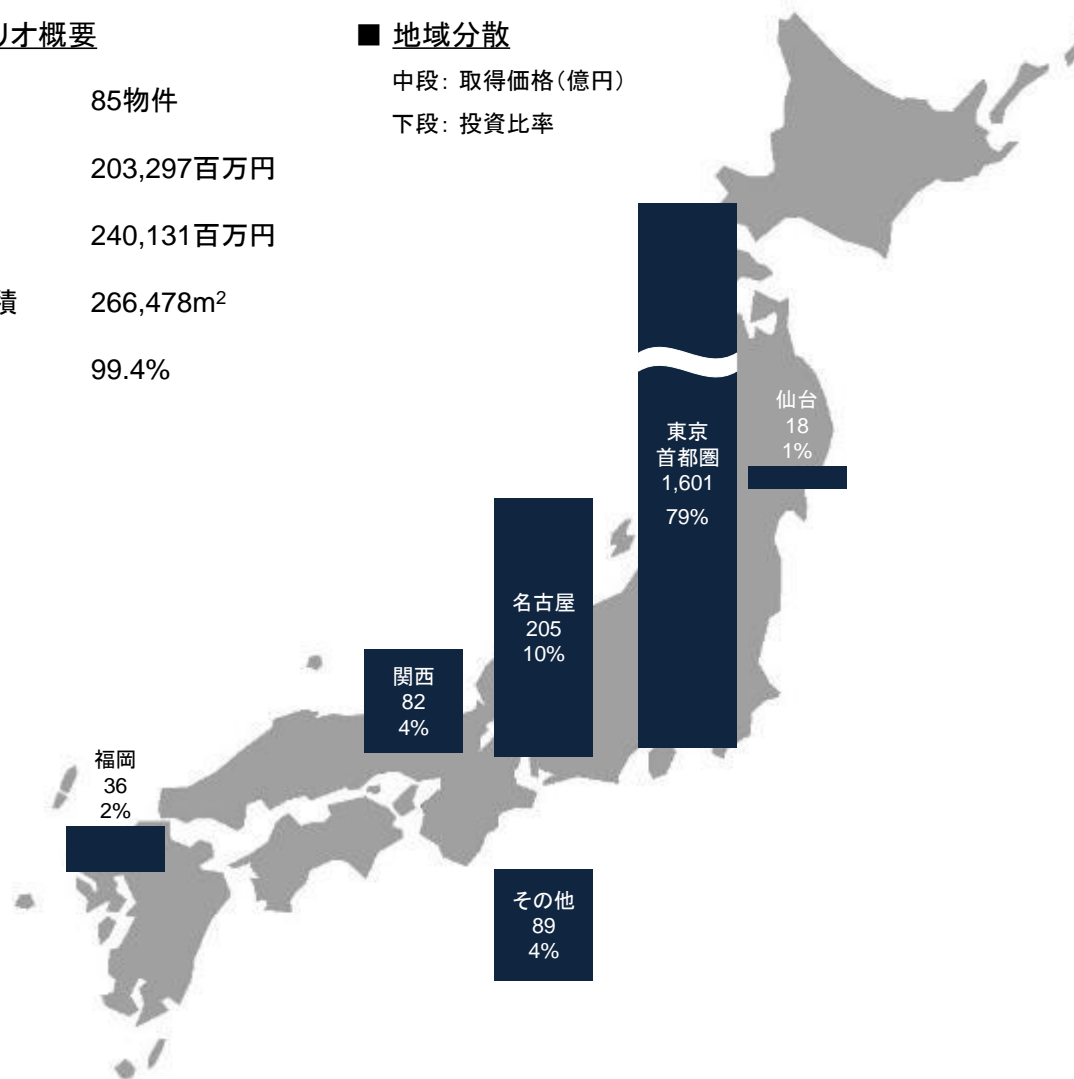 リオ概要
85物件
203,297百万円
240,131百万円
積 266,478m²
99.4%
■ 地域分散
中段: 取得価格(億円)
下段: 投資比率
仙台
18
1%
東京
首都圏
1,601
79%
名古屋
205
10%
関西
82
4%
福岡
36
2%
その他
89
4%